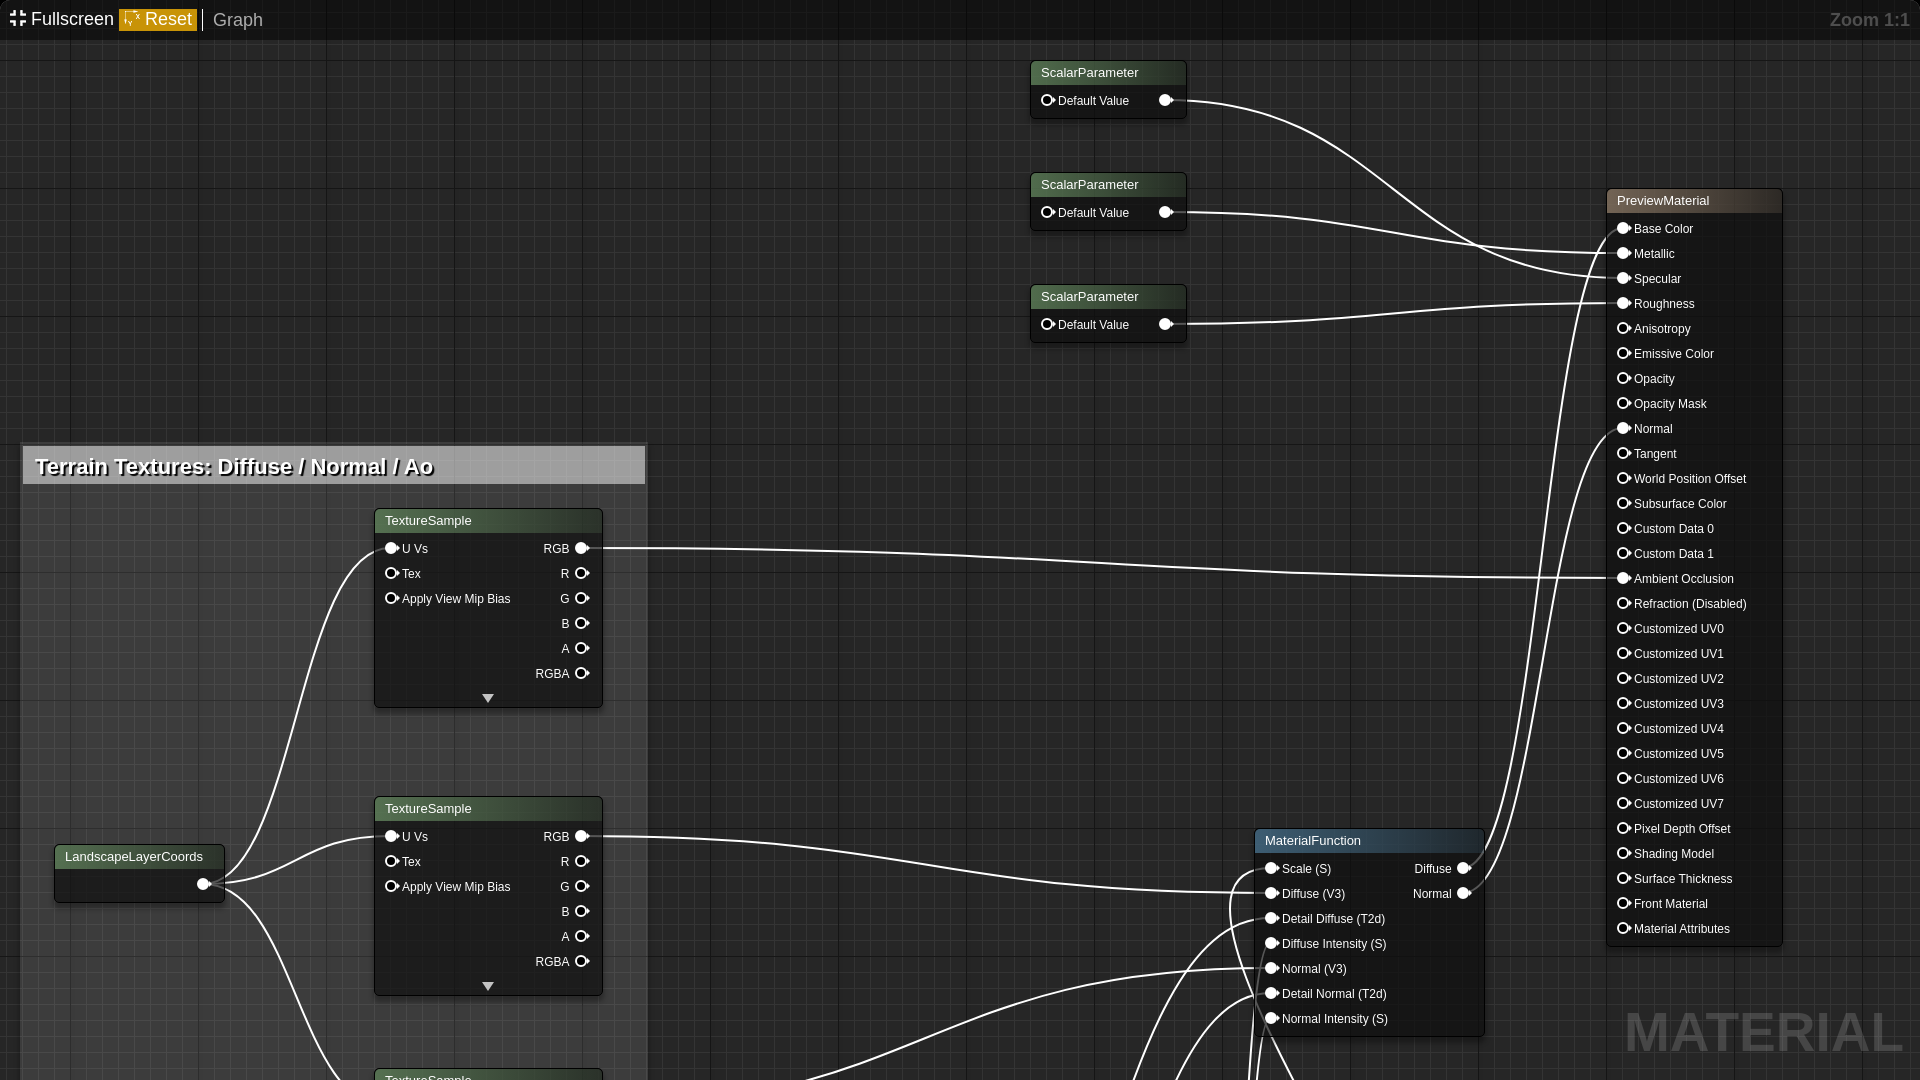 Fullscreen Reset Graph Zoom 1:1
ScalarParameter
Default Value
ScalarParameter
Default Value
ScalarParameter
Default Value
PreviewMaterial
Base Color
Metallic
Specular
Roughness
Anisotropy
Emissive Color
Opacity
Opacity Mask
Normal
Tangent
World Position Offset
Subsurface Color
Custom Data 0
Custom Data 1
Ambient Occlusion
Refraction (Disabled)
Customized UV0
Customized UV1
Customized UV2
Customized UV3
Customized UV4
Customized UV5
Customized UV6
Customized UV7
Pixel Depth Offset
Shading Model
Surface Thickness
Front Material
Material Attributes
Terrain Textures: Diffuse / Normal / Ao
TextureSample
U Vs RGB
Tex R
Apply View Mip Bias G
B
A
RGBA
TextureSample
U Vs RGB
Tex R
Apply View Mip Bias G
B
A
RGBA
LandscapeLayerCoords
TextureSample
MaterialFunction
Scale (S) Diffuse
Diffuse (V3) Normal
Detail Diffuse (T2d)
Diffuse Intensity (S)
Normal (V3)
Detail Normal (T2d)
Normal Intensity (S)
MATERIAL